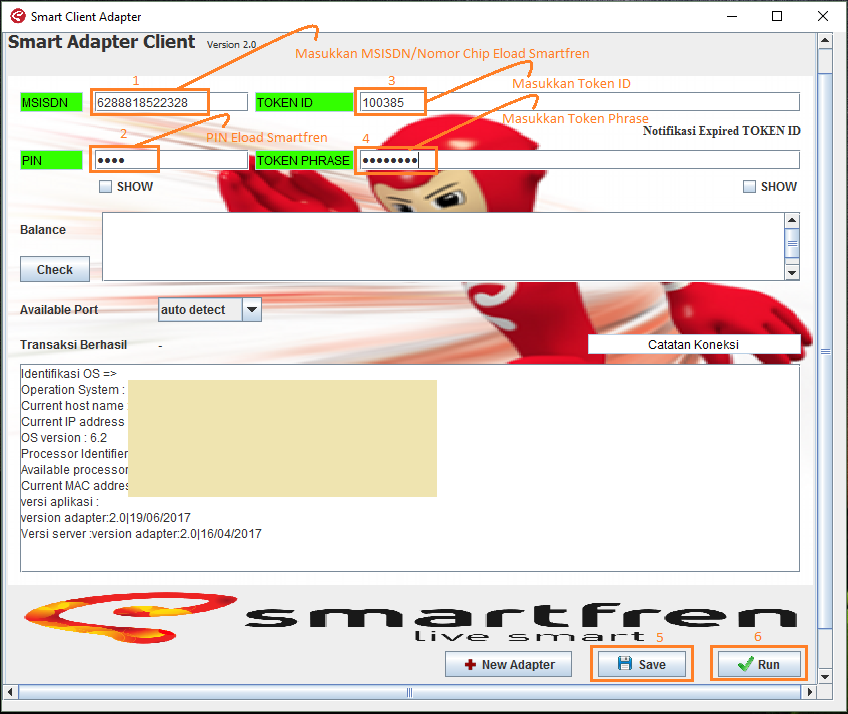 Smart Client Adapter
Smart Adapter Client Version 2.0
Masukkan MSISDN/Nomor Chip Eload Smartfren
1
3
Masukkan Token ID
MSISDN 6288818522328 TOKEN ID 100385
Masukkan Token Phrase
Notifikasi Expired TOKEN ID
2
PIN Eload Smartfren
4
PIN •••• TOKEN PHRASE ••••••••
SHOW SHOW
Balance
Check
Available Port auto detect
Transaksi Berhasil -
Catatan Koneksi
Identifikasi OS =>
Operation System :
Current host name
Current IP address
OS version : 6.2
Processor Identifier
Available processor
Current MAC addre
versi aplikasi :
version adapter:2.0|19/06/2017
Versi server :version adapter:2.0|16/04/2017
smartfren
live smart
5
6
New Adapter Save Run